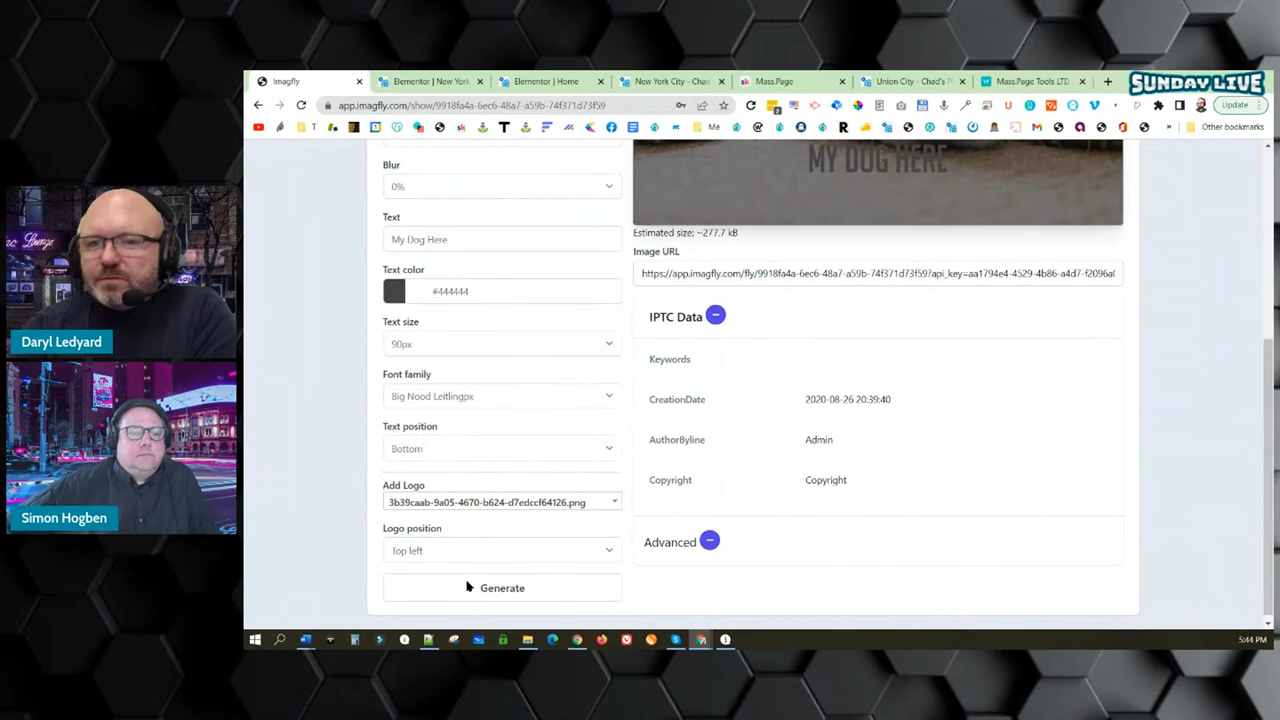 SUNDAY LIVE
Imagfly
Elementor | New York
Elementor | Home
New York City - Chad
Mass.Page
Union City - Chad's P
Mass.Page Tools LTD
app.imagfly.com/show/9918fa4a-6ec6-48a7-a59b-74f371d73f59
Update
Me
Other bookmarks
MY DOG HERE
Blur
0%
Text
My Dog Here
Text color
#444444
Text size
90px
Font family
Big Nood Leitlingpx
Text position
Bottom
Add Logo
3b39caab-9a05-4670-b624-d7edccf64126.png
Logo position
Top left
Generate
Estimated size: ~277.7 kB
Image URL
https://app.imagfly.com/fly/9918fa4a-6ec6-48a7-a59b-74f371d73f59?api_key=aa1794e4-4529-4b86-a4d7-f2096a
IPTC Data
Keywords
CreationDate
2020-08-26 20:39:40
AuthorByline
Admin
Copyright
Copyright
Advanced
5:44 PM
Daryl Ledyard
Simon Hogben